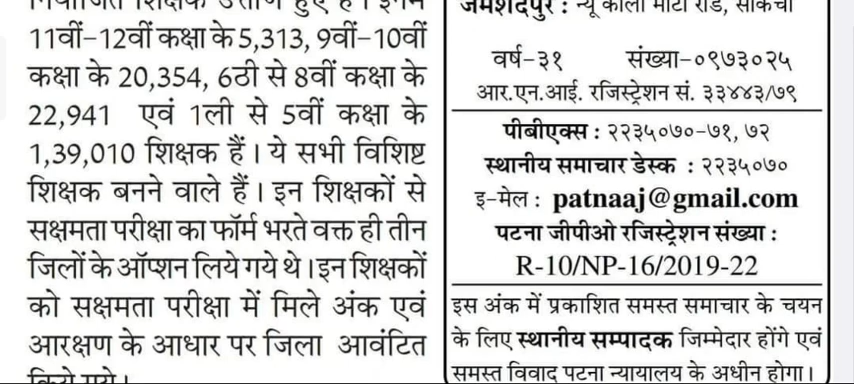 नियोजित शिक्षक उत्तीर्ण हुए हैं। इनमें
11वीं-12वीं कक्षा के 5,313, 9वीं-10वीं
कक्षा के 20,354, 6ठी से 8वीं कक्षा के
22,941 एवं 1ली से 5वीं कक्षा के
1,39,010 शिक्षक हैं। ये सभी विशिष्ट
शिक्षक बनने वाले हैं। इन शिक्षकों से
सक्षमता परीक्षा का फॉर्म भरते वक्त ही तीन
जिलों के ऑप्शन लिये गये थे। इन शिक्षकों
को सक्षमता परीक्षा में मिले अंक एवं
आरक्षण के आधार पर जिला आवंटित
किये गये।
जमशेदपुर : न्यू काली माटी रोड, साकची
वर्ष-३१ संख्या-०९७३०२५
आर.एन.आई. रजिस्ट्रेशन सं. ३३४४३/७९
पीबीएक्स : २२३५०७०-७१, ७२
स्थानीय समाचार डेस्क : २२३५०७०
इ-मेल : patnaaj@gmail.com
पटना जीपीओ रजिस्ट्रेशन संख्या :
R-10/NP-16/2019-22
इस अंक में प्रकाशित समस्त समाचार के चयन
के लिए स्थानीय सम्पादक जिम्मेदार होंगे एवं
समस्त विवाद पटना न्यायालय के अधीन होगा।